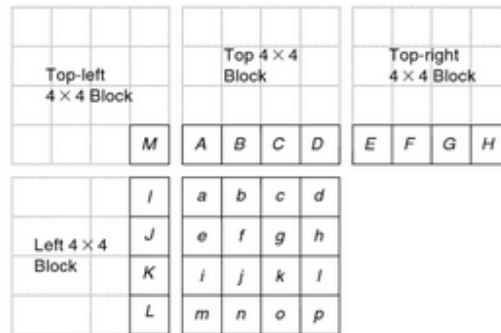 Top-left
4 × 4 Block
Top 4 × 4
Block
Top-right
4 × 4 Block
M A B C D E F G H
I a b c d
J e f g h
Left 4 × 4
Block
K i j k l
L m n o p